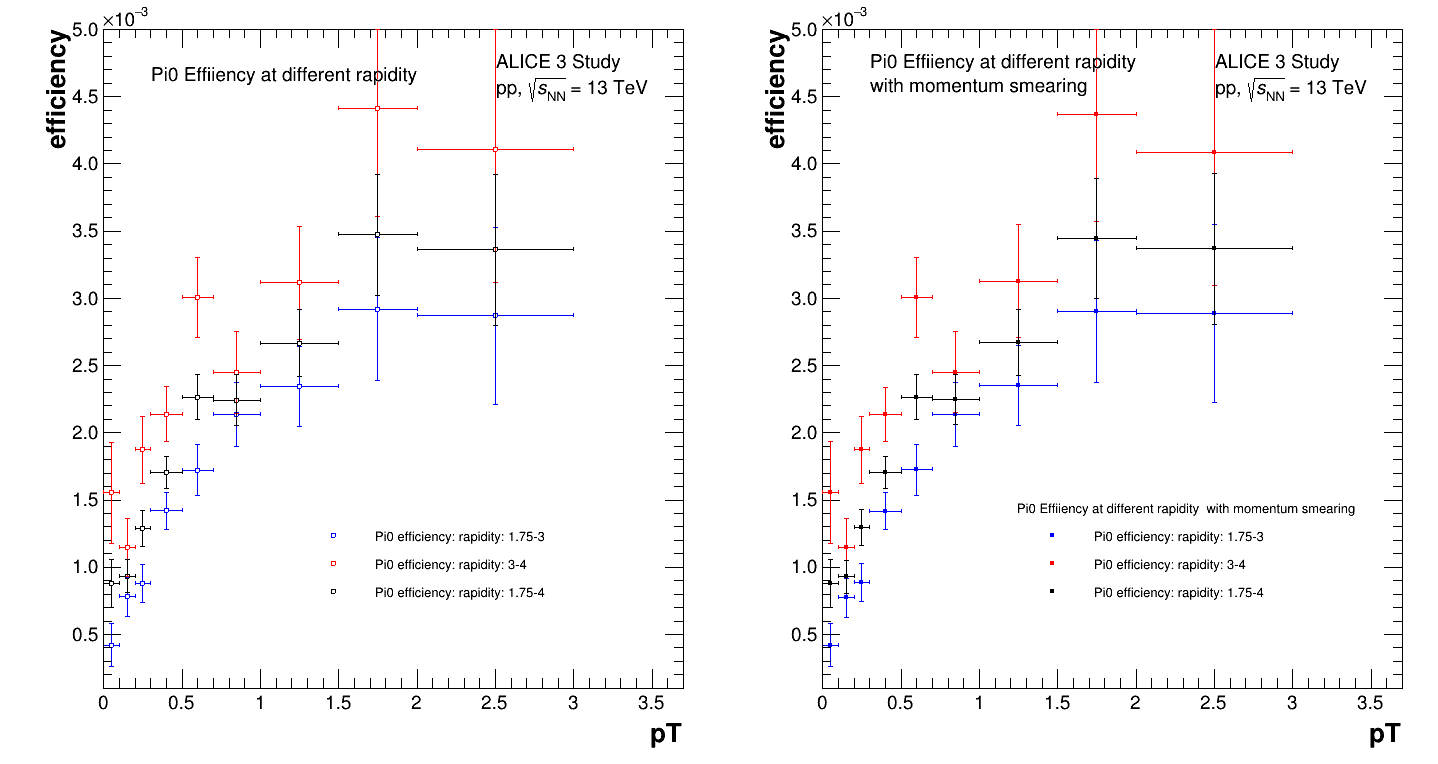 ×10⁻³
5.0
4.5
4.0
3.5
3.0
2.5
2.0
1.5
1.0
0.5
efficiency
Pi0 Effiiency at different rapidity
ALICE 3 Study
pp, √sNN = 13 TeV
Pi0 efficiency: rapidity: 1.75-3
Pi0 efficiency: rapidity: 3-4
Pi0 efficiency: rapidity: 1.75-4
0 0.5 1 1.5 2 2.5 3 3.5
pT
×10⁻³
5.0
4.5
4.0
3.5
3.0
2.5
2.0
1.5
1.0
0.5
efficiency
Pi0 Effiiency at different rapidity
with momentum smearing
ALICE 3 Study
pp, √sNN = 13 TeV
Pi0 Effiiency at different rapidity with momentum smearing
Pi0 efficiency: rapidity: 1.75-3
Pi0 efficiency: rapidity: 3-4
Pi0 efficiency: rapidity: 1.75-4
0 0.5 1 1.5 2 2.5 3 3.5
pT